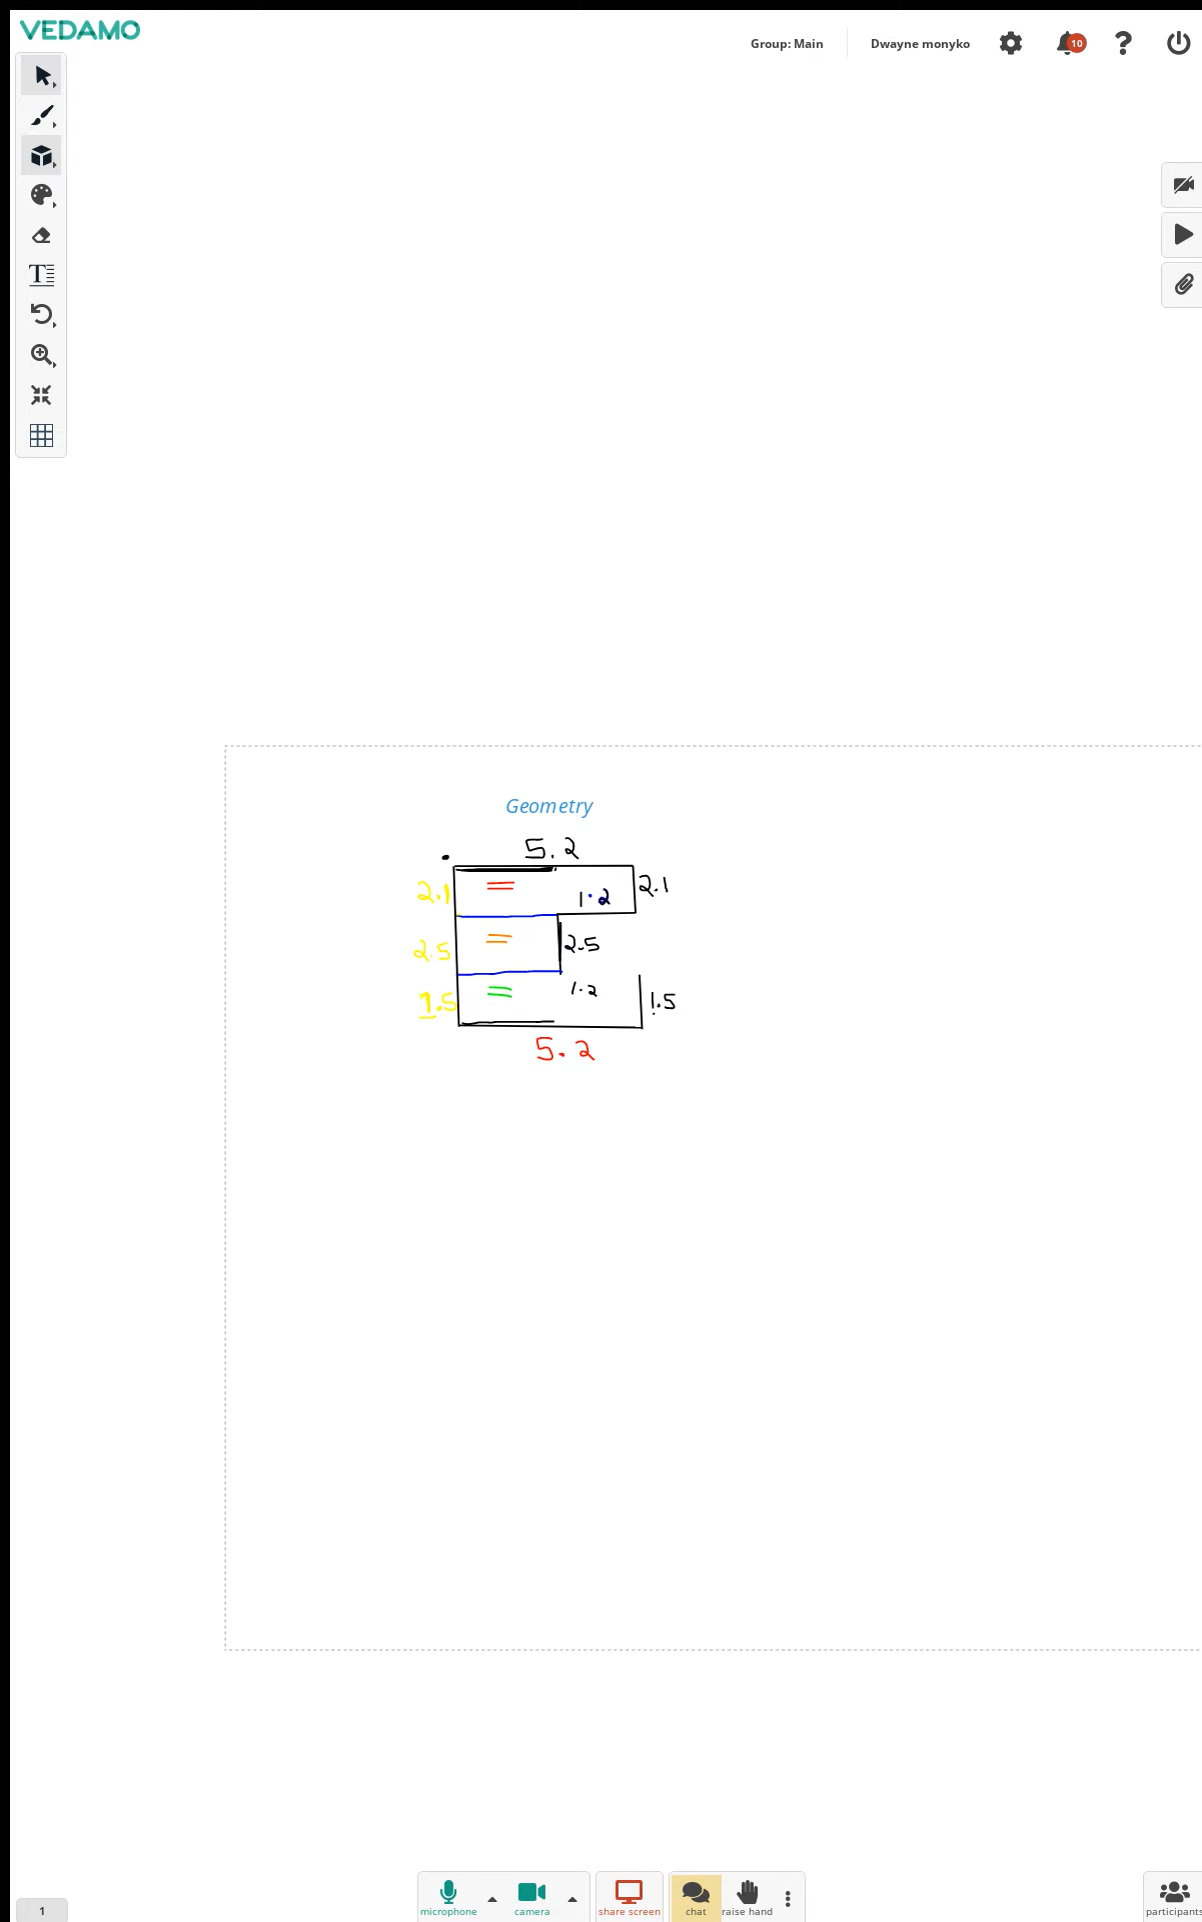 VEDAMO
Group: Main
Dwayne monyko
10
Geometry
5.2
2.1
1.2
2.1
2.5
2.5
1.2
1.5
1.5
5.2
1
microphone
camera
share screen
chat
raise hand
participants